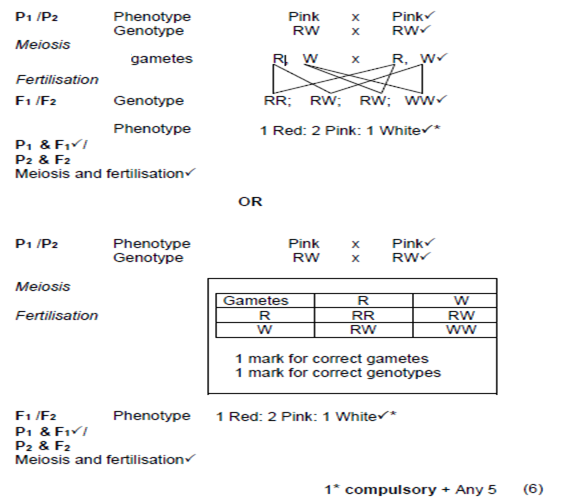 P₁ /P₂ Phenotype Pink x Pink✓
Genotype RW x RW✓
Meiosis
gametes R, W x R, W✓
Fertilisation
F₁ /F₂ Genotype RR; RW; RW; WW✓
Phenotype 1 Red: 2 Pink: 1 White✓*
P₁ & F₁✓/
P₂ & F₂
Meiosis and fertilisation✓
OR
P₁ /P₂ Phenotype Pink x Pink✓
Genotype RW x RW✓
Meiosis
Gametes R W
Fertilisation R RR RW
W RW WW
1 mark for correct gametes
1 mark for correct genotypes
F₁ /F₂ Phenotype 1 Red: 2 Pink: 1 White✓*
P₁ & F₁✓/
P₂ & F₂
Meiosis and fertilisation✓
1* compulsory + Any 5 (6)